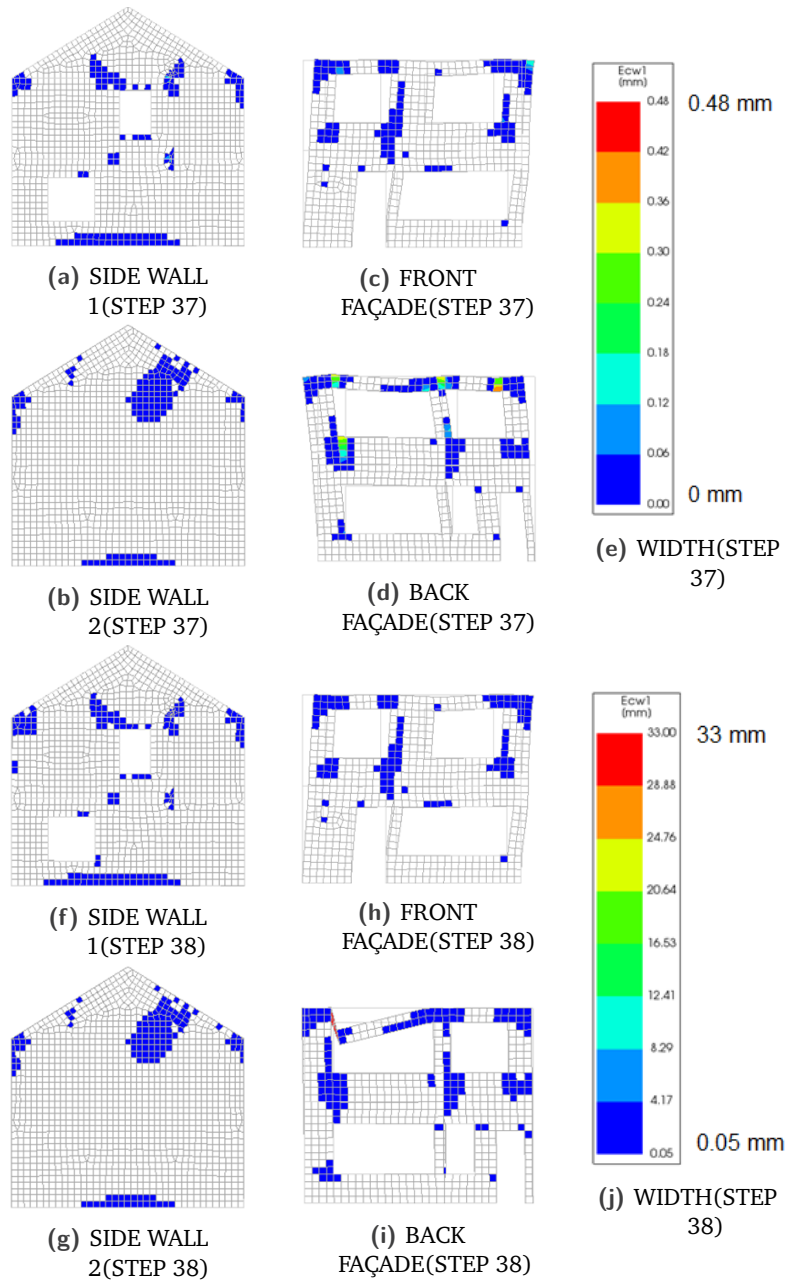 (a) SIDE WALL
1(STEP 37)
(c) FRONT
FAÇADE(STEP 37)
(b) SIDE WALL
2(STEP 37)
(d) BACK
FAÇADE(STEP 37)
Ecw1
(mm)
0.48
0.42
0.36
0.30
0.24
0.18
0.12
0.06
0.00
0.48 mm
0 mm
(e) WIDTH(STEP
37)
(f) SIDE WALL
1(STEP 38)
(h) FRONT
FAÇADE(STEP 38)
(g) SIDE WALL
2(STEP 38)
(i) BACK
FAÇADE(STEP 38)
Ecw1
(mm)
33.00
28.88
24.76
20.64
16.53
12.41
8.29
4.17
0.05
33 mm
0.05 mm
(j) WIDTH(STEP
38)